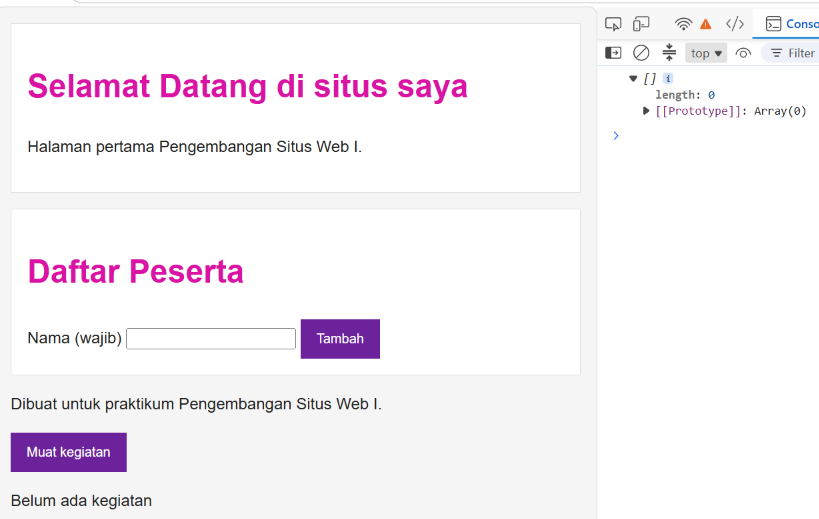 Selamat Datang di situs saya
Halaman pertama Pengembangan Situs Web I.
Daftar Peserta
Nama (wajib)
Tambah
Dibuat untuk praktikum Pengembangan Situs Web I.
Muat kegiatan
Belum ada kegiatan
Conso
top
Filter
[]
length: 0
[[Prototype]]: Array(0)